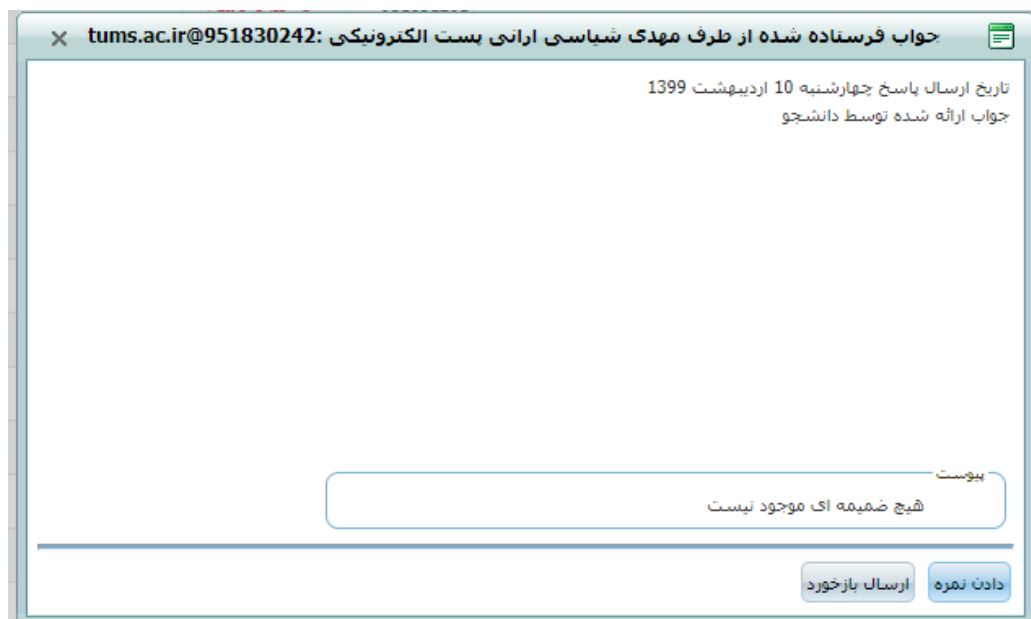 جواب فرستاده شده از طرف مهدی شیاسی ارانی پست الکترونیکی :951830242@tums.ac.ir
تاریخ ارسال پاسخ چهارشنبه 10 اردیبهشت 1399
جواب ارائه شده توسط دانشجو
پیوست
هیچ ضمیمه ای موجود نیست
دادن نمره
ارسال بازخورد